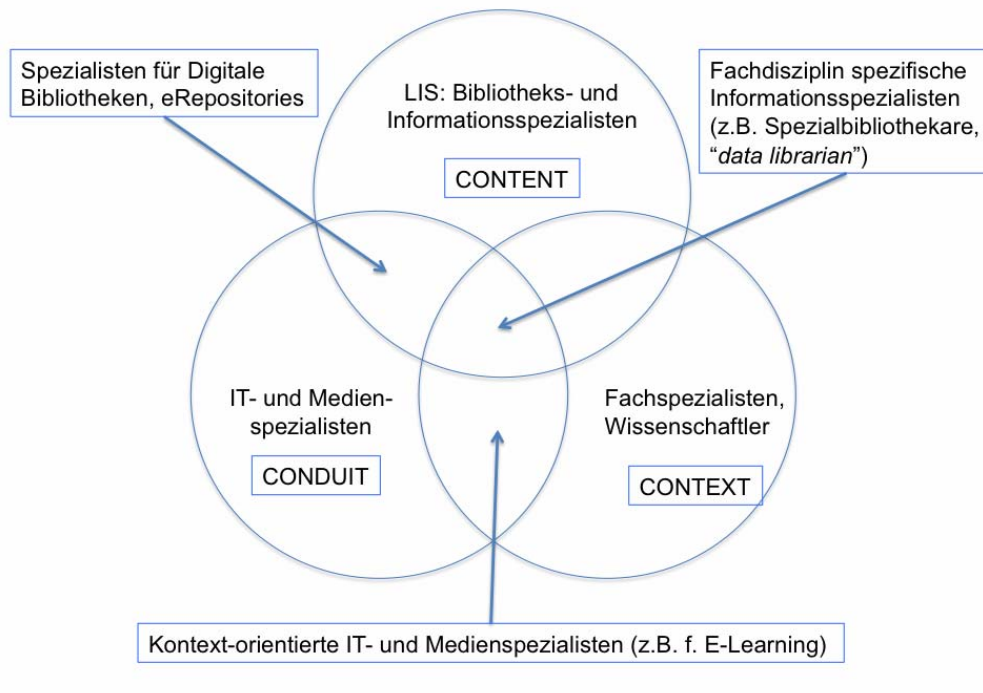 Spezialisten für Digitale
Bibliotheken, eRepositories
LIS: Bibliotheks- und
Informationsspezialisten
CONTENT
Fachdisziplin spezifische
Informationsspezialisten
(z.B. Spezialbibliothekare,
“data librarian”)
IT- und Medien-
spezialisten
CONDUIT
Fachspezialisten,
Wissenschaftler
CONTEXT
Kontext-orientierte IT- und Medienspezialisten (z.B. f. E-Learning)